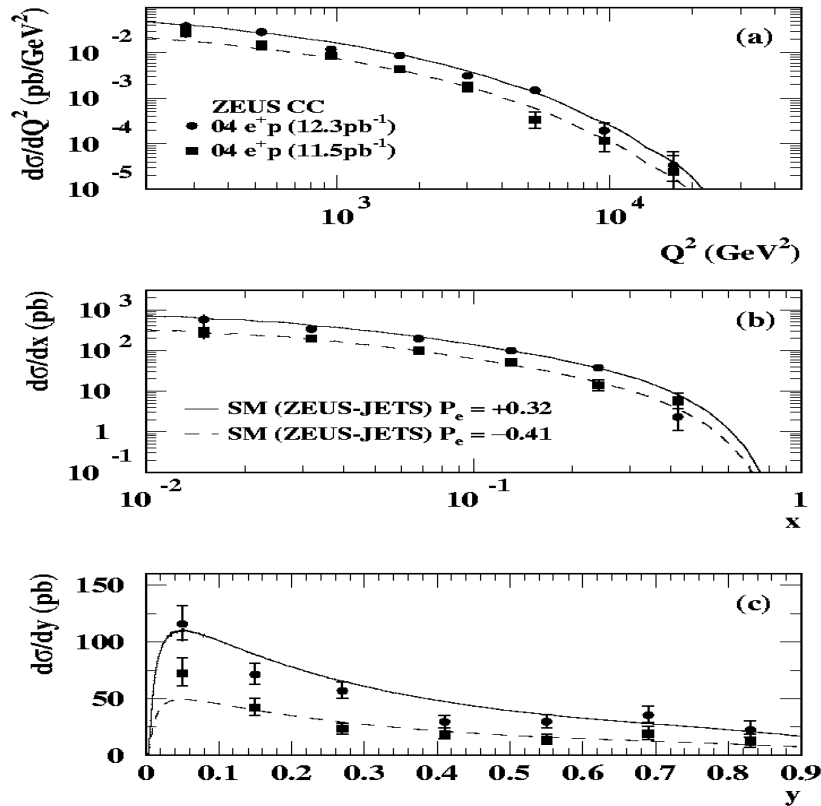 dσ/dQ² (pb/GeV²)
10⁻²
10⁻³
10⁻⁴
10⁻⁵
(a)
ZEUS CC
04 e⁺p (12.3pb⁻¹)
04 e⁺p (11.5pb⁻¹)
10³
10⁴
Q² (GeV²)
dσ/dx (pb)
10³
10²
10
1
10⁻¹
(b)
SM (ZEUS-JETS) Pₑ = +0.32
SM (ZEUS-JETS) Pₑ = −0.41
10⁻²
10⁻¹
1
x
dσ/dy (pb)
150
100
50
0
(c)
0 0.1 0.2 0.3 0.4 0.5 0.6 0.7 0.8 0.9
y